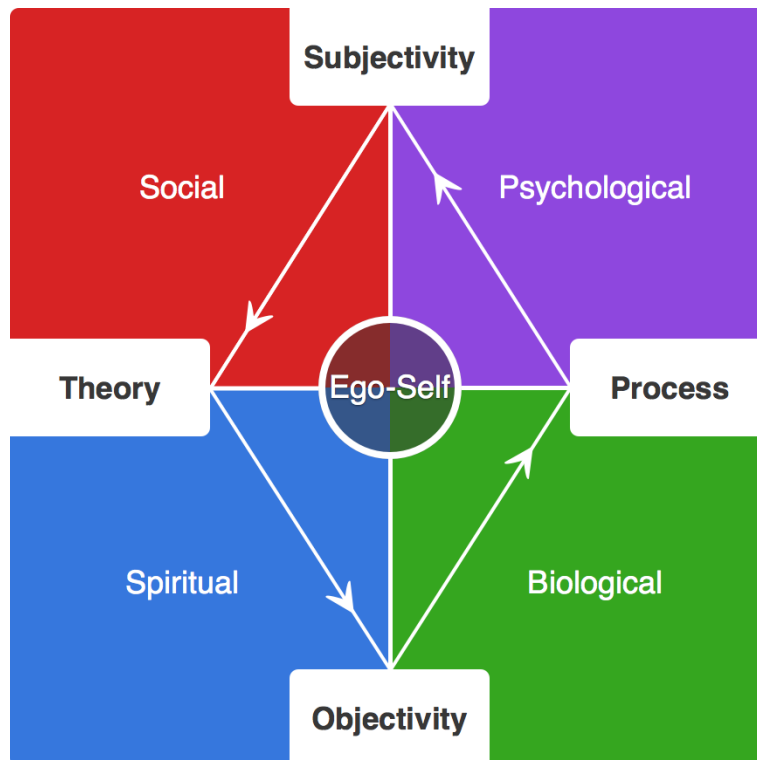 Subjectivity
Social
Psychological
Theory
Ego-Self
Process
Spiritual
Biological
Objectivity